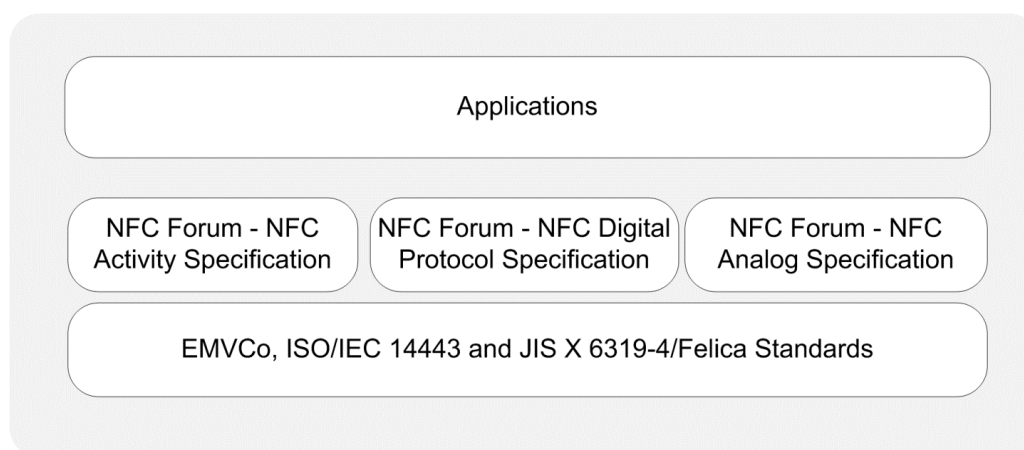 Applications
NFC Forum - NFC
Activity Specification
NFC Forum - NFC Digital
Protocol Specification
NFC Forum - NFC
Analog Specification
EMVCo, ISO/IEC 14443 and JIS X 6319-4/Felica Standards